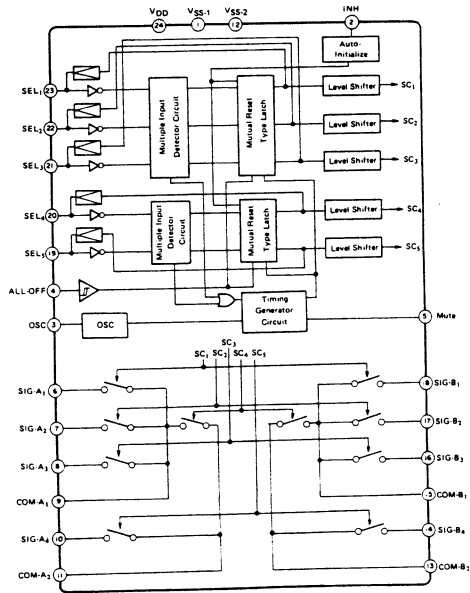 VDD VSS-1 VSS-2 INH
24 1 12 2
Auto-
Initialize
SEL1 23
Multiple Input
Detector Circuit
Mutual Reset
Type Latch
Level Shifter SC1
SEL2 22
Level Shifter SC2
SEL3 21
Level Shifter SC3
SEL4 20
Multiple Input
Detector
Circuit
Mutual Reset
Type Latch
Level Shifter SC4
SEL5 19
Level Shifter SC5
ALL-OFF 4
Timing
Generator
Circuit
OSC 3 OSC
5 Mute
SC3
SC1 SC2 SC4 SC5
SIG-A1 6
18 SIG-B1
SIG-A2 7
17 SIG-B2
SIG-A3 8
16 SIG-B3
COM-A1 9
15 COM-B1
SIG-A4 10
14 SIG-B4
COM-A2 11
13 COM-B2